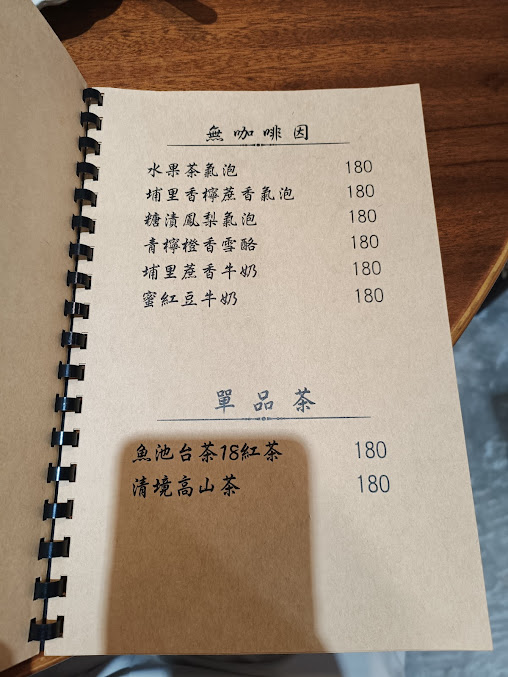 無咖啡因
水果茶氣泡 180
埔里香檸蔗香氣泡 180
糖漬鳳梨氣泡 180
青檸橙香雪酪 180
埔里蔗香牛奶 180
蜜紅豆牛奶 180
單品茶
魚池台茶18紅茶 180
清境高山茶 180